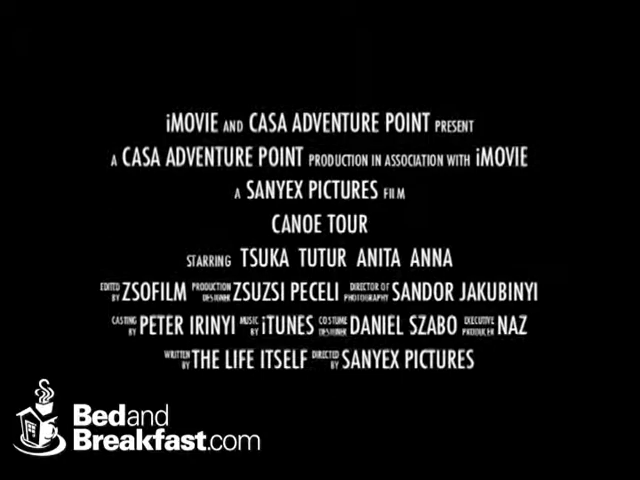 iMOVIE AND CASA ADVENTURE POINT PRESENT
A CASA ADVENTURE POINT PRODUCTION IN ASSOCIATION WITH iMOVIE
A SANYEX PICTURES FILM
CANOE TOUR
STARRING TSUKA TUTUR ANITA ANNA
EDITED BY ZSOFILM PRODUCTION DESIGNER ZSUZSI PECELI DIRECTOR OF PHOTOGRAPHY SANDOR JAKUBINYI
CASTING BY PETER IRINYI MUSIC BY iTUNES COSTUME DESIGNER DANIEL SZABO EXECUTIVE PRODUCER NAZ
WRITTEN BY THE LIFE ITSELF DIRECTED BY SANYEX PICTURES
Bedand
Breakfast.com